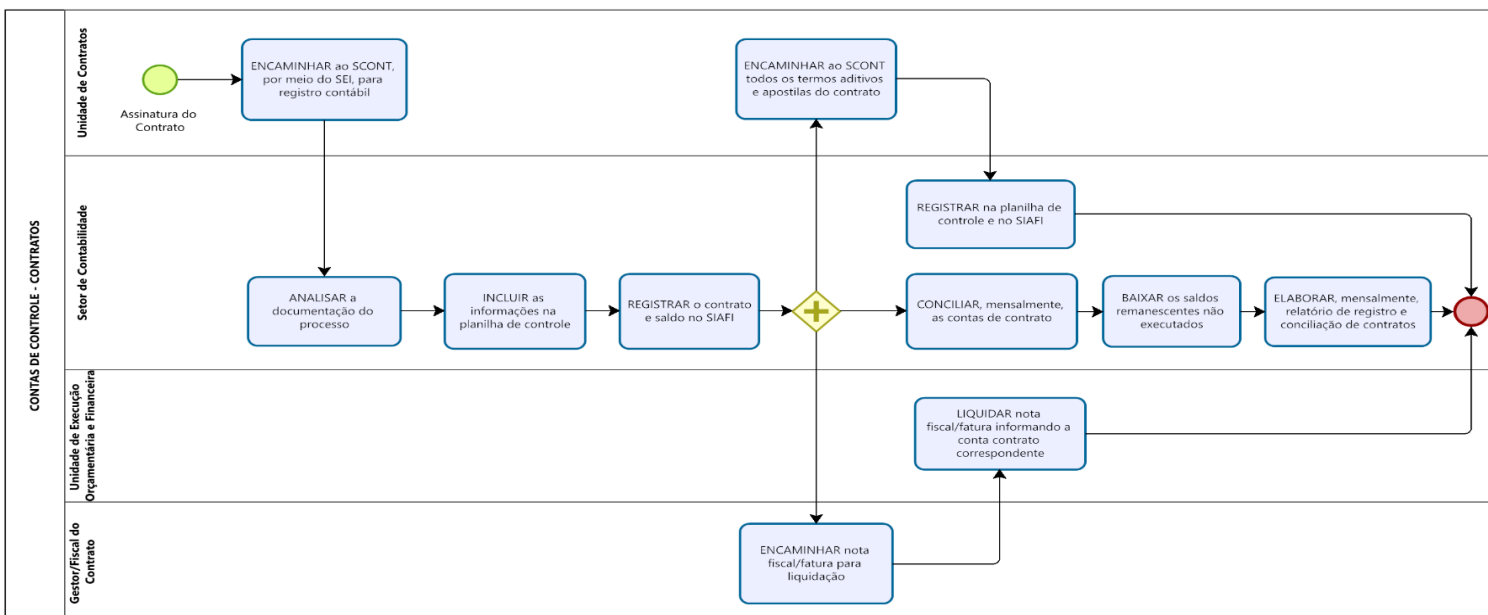 CONTAS DE CONTROLE - CONTRATOS
Unidade de Contratos
Assinatura do
Contrato
ENCAMINHAR ao SCONT,
por meio do SEI, para
registro contábil
ENCAMINHAR ao SCONT
todos os termos aditivos
e apostilas do contrato
Setor de Contabilidade
REGISTRAR na planilha de
controle e no SIAFI
ANALISAR a
documentação do
processo
INCLUIR as
informações na
planilha de controle
REGISTRAR o contrato
e saldo no SIAFI
CONCILIAR, mensalmente,
as contas de contrato
BAIXAR os saldos
remanescentes não
executados
ELABORAR, mensalmente,
relatório de registro e
conciliação de contratos
Unidade de Execução
Orçamentária e Financeira
LIQUIDAR nota
fiscal/fatura informando a
conta contrato
correspondente
Gestor/Fiscal do
Contrato
ENCAMINHAR nota
fiscal/fatura para
liquidação